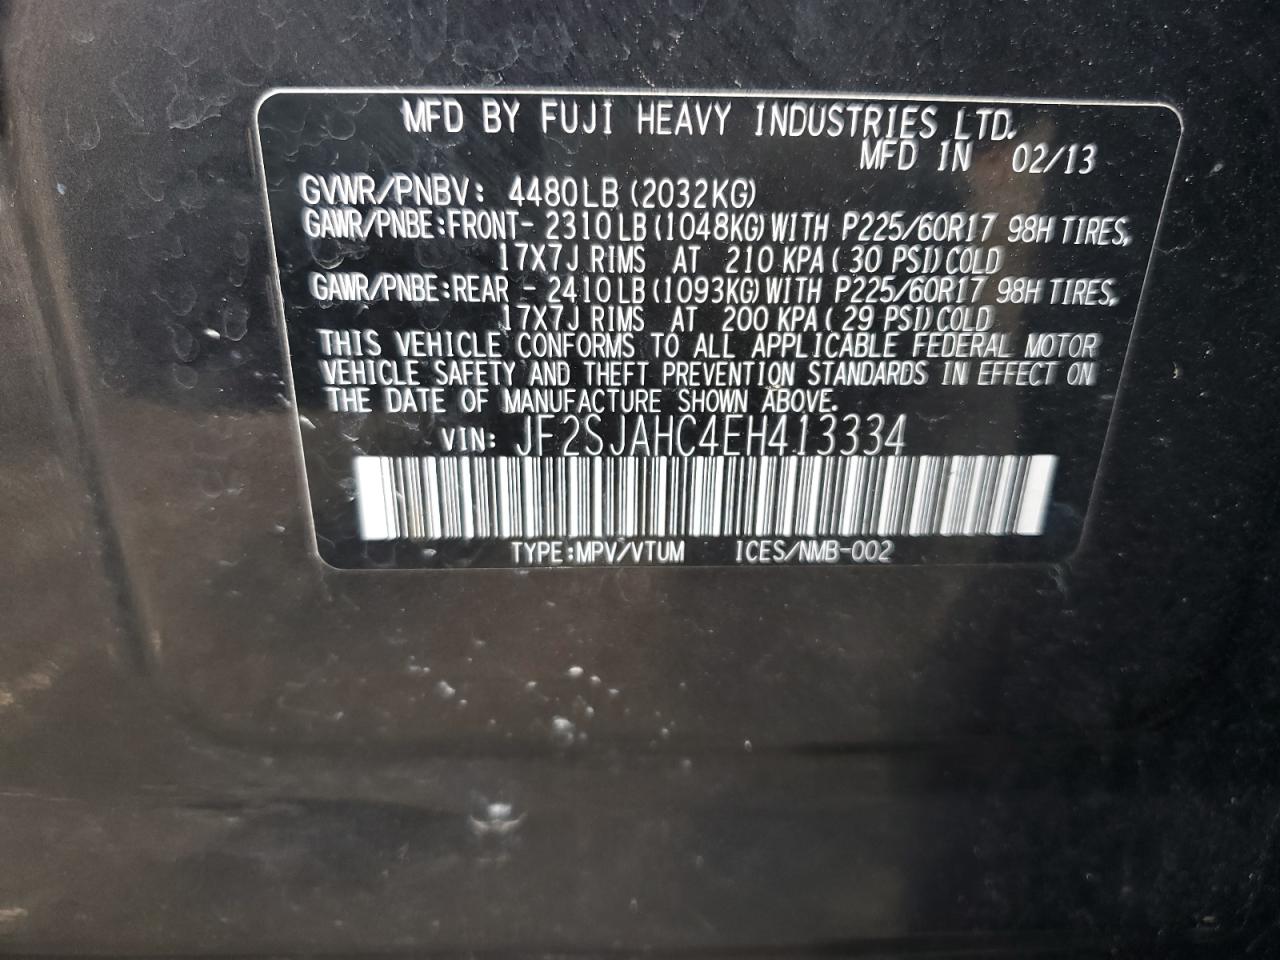 MFD BY FUJI HEAVY INDUSTRIES LTD.
MFD IN 02/13
GVWR/PNBV: 4480LB (2032KG)
GAWR/PNBE:FRONT- 2310LB(1048KG)WITH P225/60R17 98H TIRES,
17X7J RIMS AT 210 KPA( 30 PSI)COLD
GAWR/PNBE:REAR - 2410LB(1093KG)WITH P225/60R17 98H TIRES,
17X7J RIMS AT 200 KPA( 29 PSI)COLD
THIS VEHICLE CONFORMS TO ALL APPLICABLE FEDERAL MOTOR
VEHICLE SAFETY AND THEFT PREVENTION STANDARDS IN EFFECT ON
THE DATE OF MANUFACTURE SHOWN ABOVE.
VIN: JF2SJAHC4EH413334
TYPE:MPV/VTUM ICES/NMB-002